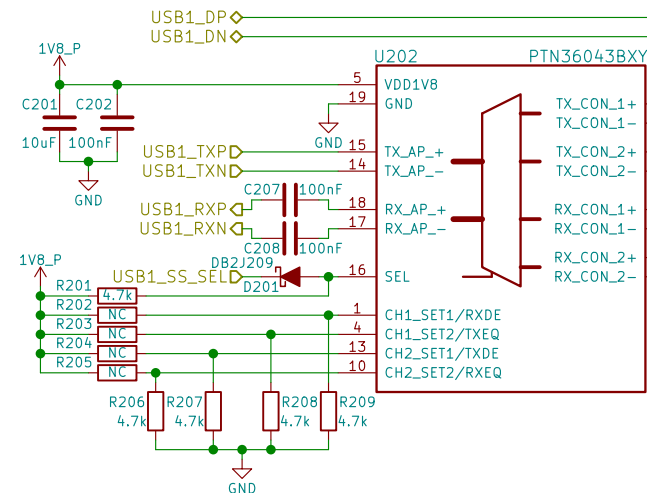 USB1_DP
USB1_DN
1V8_P
U202 PTN36043BXY
5 VDD1V8
19 GND
TX_CON_1+
TX_CON_1-
C201 C202
10uF 100nF
GND
GND
USB1_TXP 15 TX_AP_+ TX_CON_2+
USB1_TXN 14 TX_AP_- TX_CON_2-
C207 100nF
USB1_RXP 18 RX_AP_+ RX_CON_1+
USB1_RXN 17 RX_AP_- RX_CON_1-
C208 100nF
RX_CON_2+
DB2J209
USB1_SS_SEL 16 SEL RX_CON_2-
D201
1V8_P
R201 4.7k
R202 NC 1 CH1_SET1/RXDE
R203 NC 4 CH1_SET2/TXEQ
R204 NC 13 CH2_SET1/TXDE
R205 NC 10 CH2_SET2/RXEQ
R206 R207 R208 R209
4.7k 4.7k 4.7k 4.7k
GND